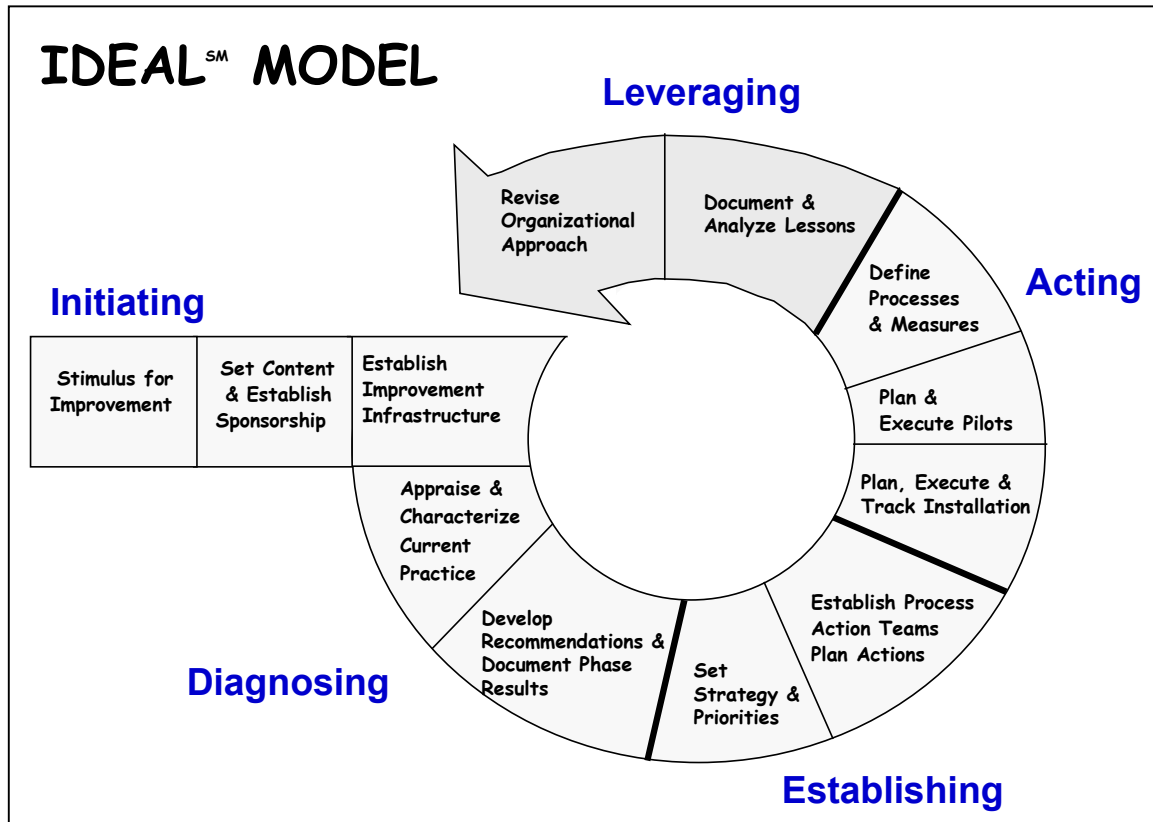 IDEAL℠ MODEL
Leveraging
Revise
Organizational
Approach
Document &
Analyze Lessons
Acting
Define
Processes
& Measures
Plan &
Execute Pilots
Plan, Execute &
Track Installation
Initiating
Stimulus for
Improvement
Set Content
& Establish
Sponsorship
Establish
Improvement
Infrastructure
Appraise &
Characterize
Current
Practice
Develop
Recommendations &
Document Phase
Results
Diagnosing
Set
Strategy &
Priorities
Establish Process
Action Teams
Plan Actions
Establishing